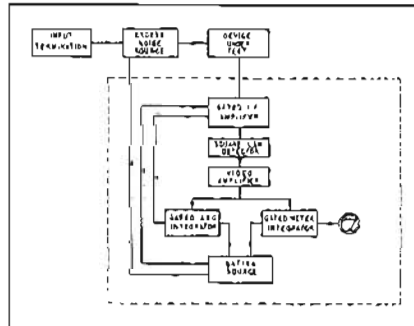 INPUT
TERMINATION
EXCESS
NOISE
SOURCE
DEVICE
UNDER
TEST
GATED I F
AMPLIFIER
SQUARE LAW
DETECTOR
VIDEO
AMPLIFIER
GATED AGC
INTEGRATOR
GATED METER
INTEGRATOR
GATING
SOURCE